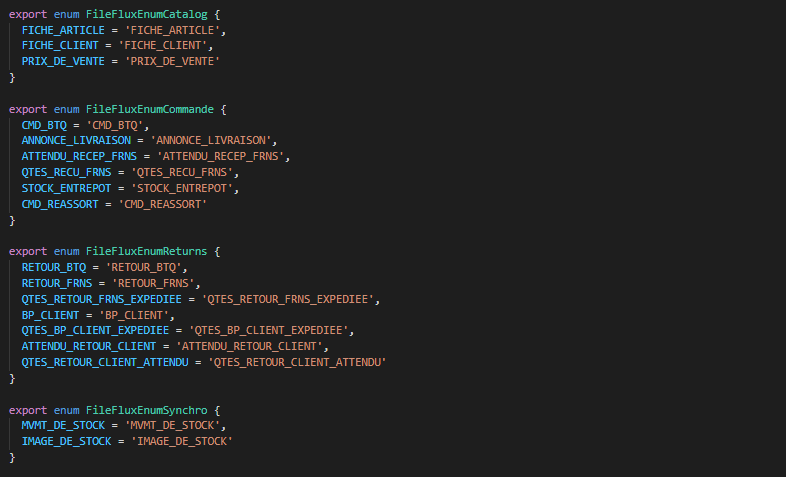 export enum FileFluxEnumCatalog {
  FICHE_ARTICLE = 'FICHE_ARTICLE',
  FICHE_CLIENT = 'FICHE_CLIENT',
  PRIX_DE_VENTE = 'PRIX_DE_VENTE'
}

export enum FileFluxEnumCommande {
  CMD_BTQ = 'CMD_BTQ',
  ANNONCE_LIVRAISON = 'ANNONCE_LIVRAISON',
  ATTENDU_RECEP_FRNS = 'ATTENDU_RECEP_FRNS',
  QTES_RECU_FRNS = 'QTES_RECU_FRNS',
  STOCK_ENTREPOT = 'STOCK_ENTREPOT',
  CMD_REASSORT = 'CMD_REASSORT'
}

export enum FileFluxEnumReturns {
  RETOUR_BTQ = 'RETOUR_BTQ',
  RETOUR_FRNS = 'RETOUR_FRNS',
  QTES_RETOUR_FRNS_EXPEDIEE = 'QTES_RETOUR_FRNS_EXPEDIEE',
  BP_CLIENT = 'BP_CLIENT',
  QTES_BP_CLIENT_EXPEDIEE = 'QTES_BP_CLIENT_EXPEDIEE',
  ATTENDU_RETOUR_CLIENT = 'ATTENDU_RETOUR_CLIENT',
  QTES_RETOUR_CLIENT_ATTENDU = 'QTES_RETOUR_CLIENT_ATTENDU'
}

export enum FileFluxEnumSynchro {
  MVMT_DE_STOCK = 'MVMT_DE_STOCK',
  IMAGE_DE_STOCK = 'IMAGE_DE_STOCK'
}